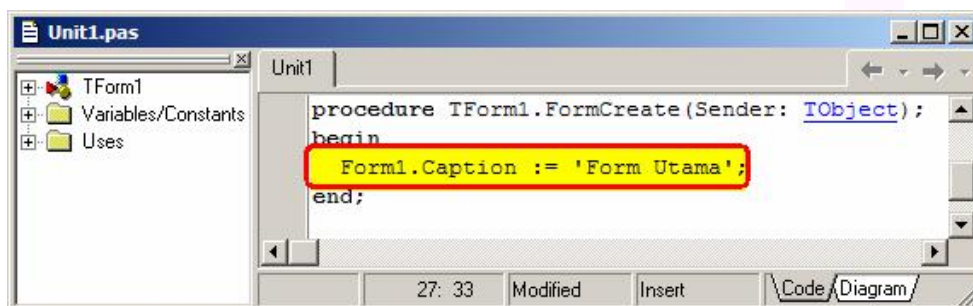 Unit1.pas
TForm1
Variables/Constants
Uses
Unit1
procedure TForm1.FormCreate(Sender: TObject);
begin
Form1.Caption := 'Form Utama';
end;
27: 33 Modified Insert Code Diagram